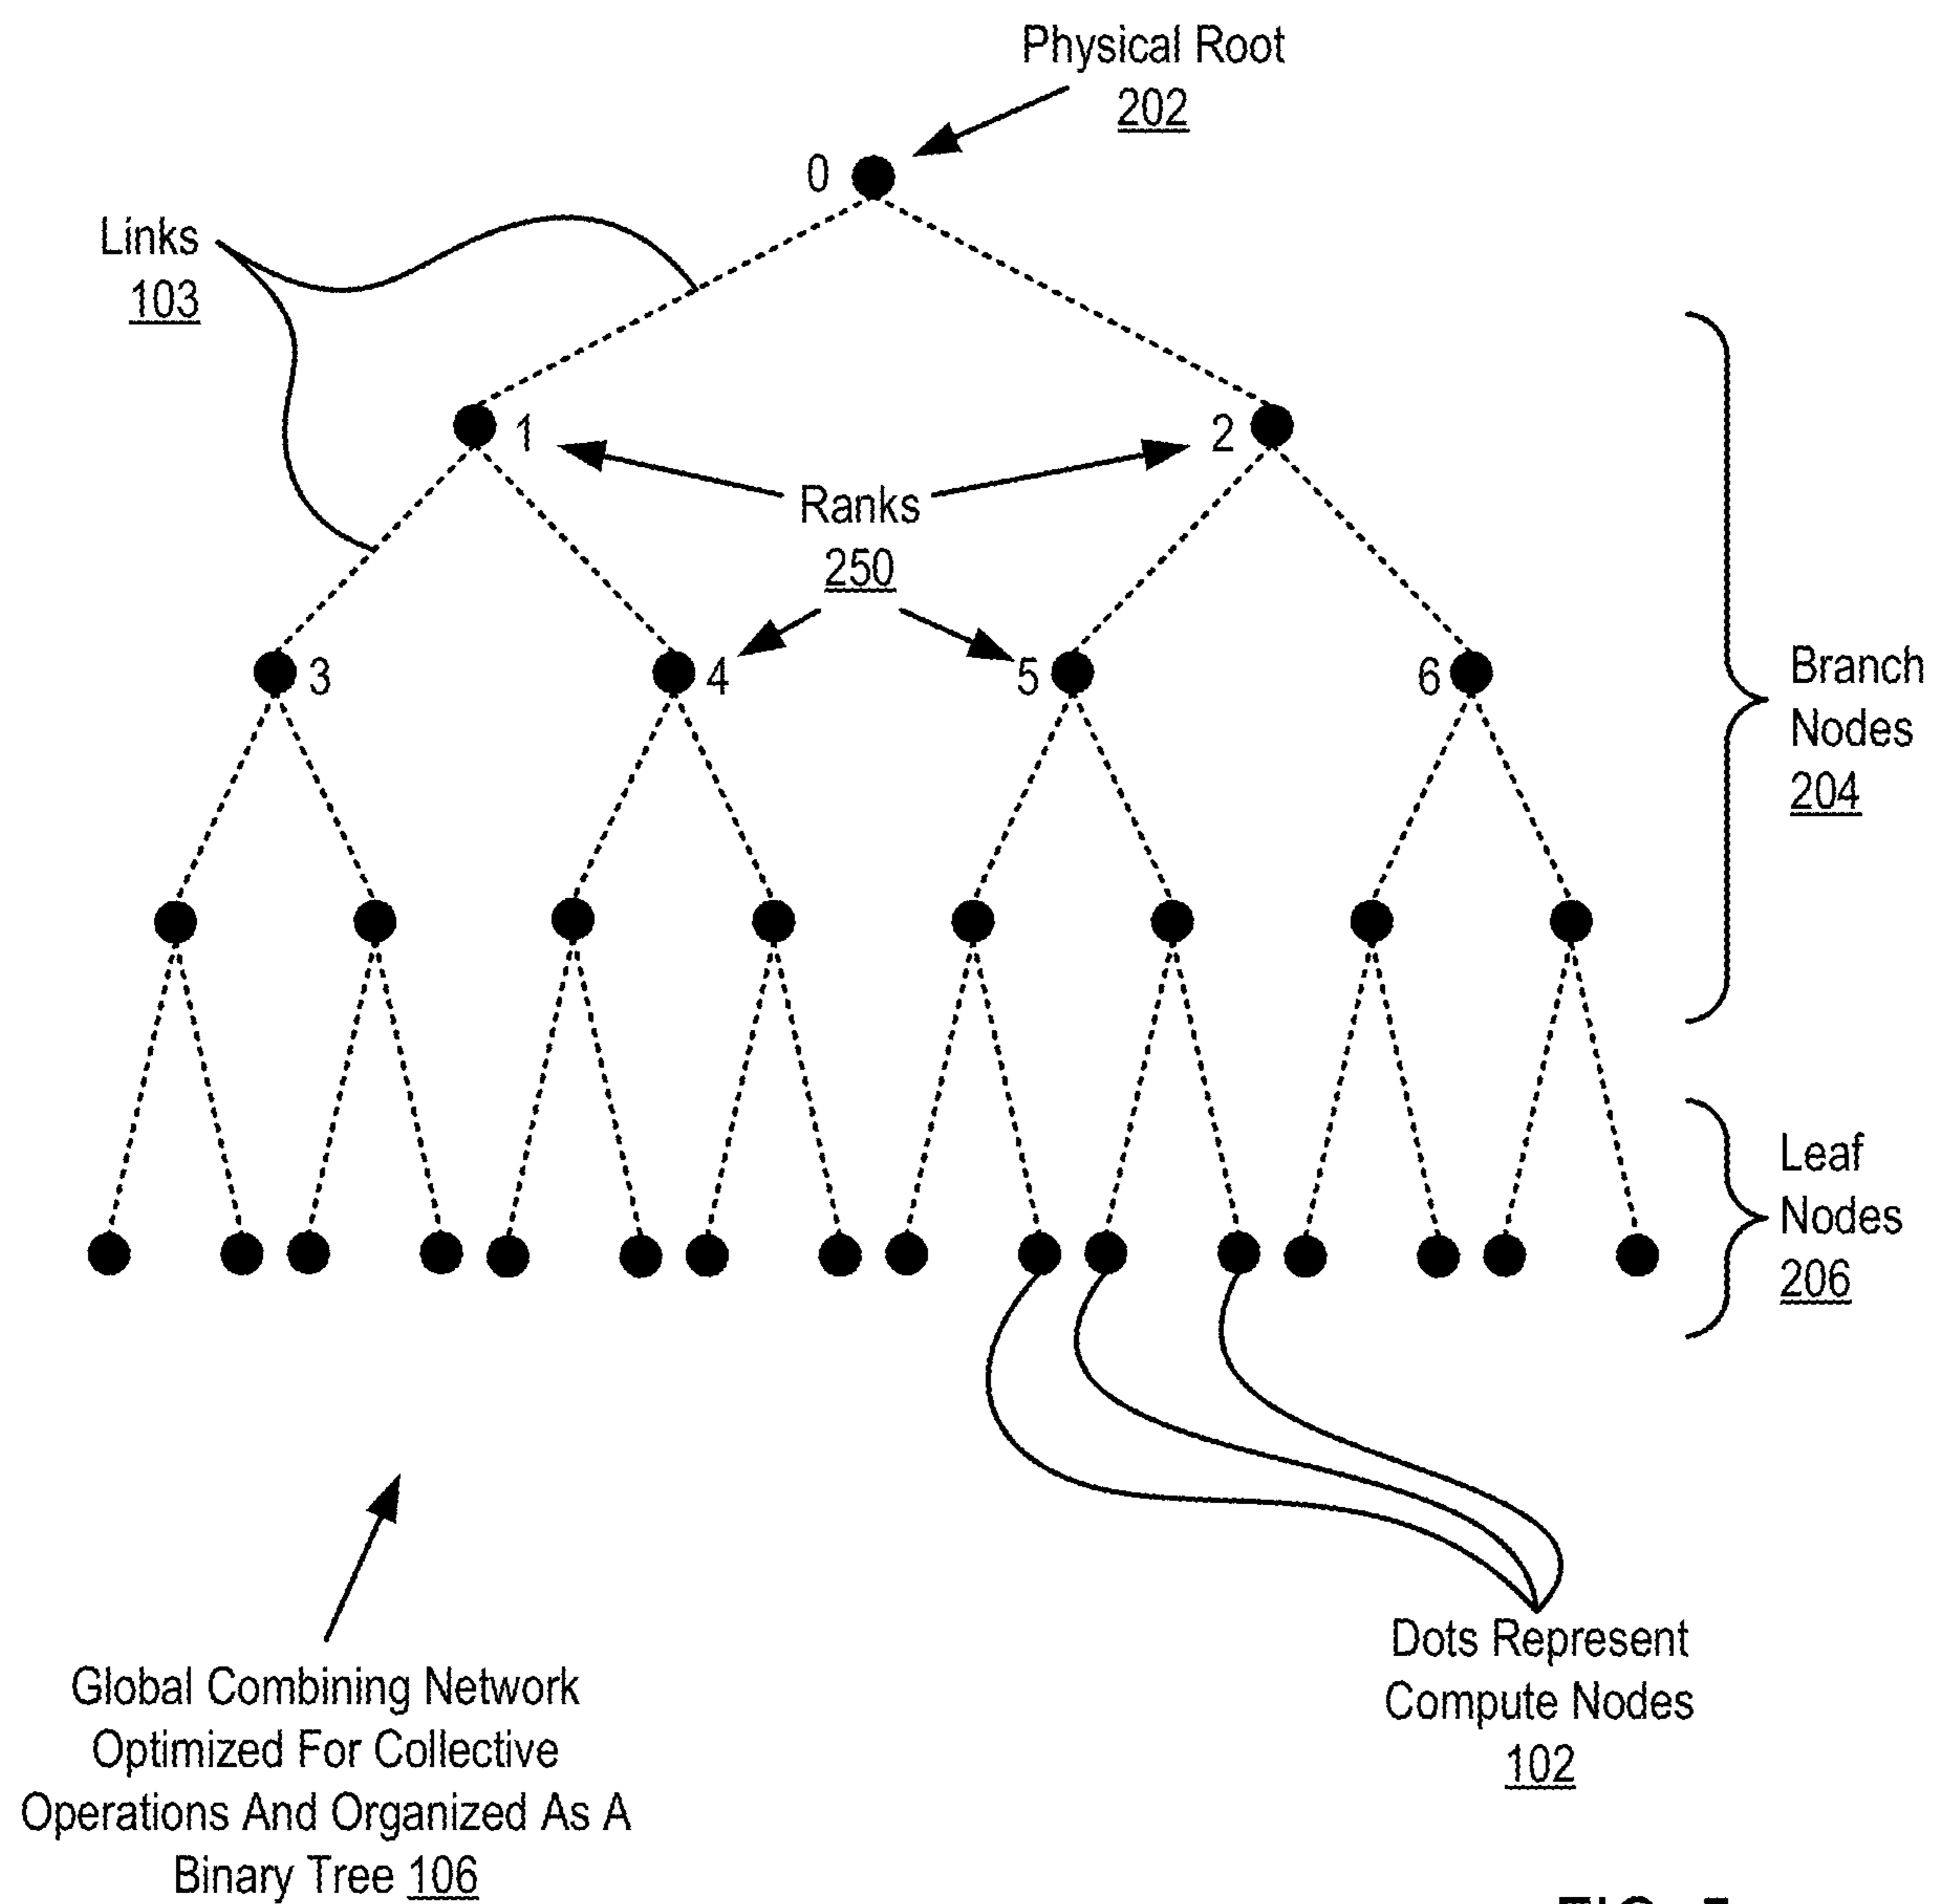 Physical Root
202
0
Links
103
1
2
Ranks
250
3
4
5
6
Branch
Nodes
204
Leaf
Nodes
206
Dots Represent
Compute Nodes
102
Global Combining Network
Optimized For Collective
Operations And Organized As A
Binary Tree 106